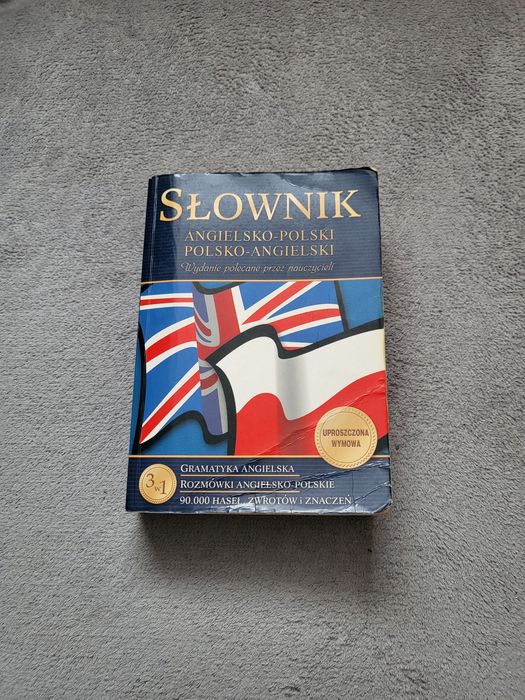 SŁOWNIK
ANGIELSKO-POLSKI
POLSKO-ANGIELSKI
Wydanie polecane przez nauczycieli
UPROSZCZONA
WYMOWA
3 w 1
GRAMATYKA ANGIELSKA
ROZMÓWKI ANGIELSKO-POLSKIE
90.000 HASEŁ, ZWROTÓW i ZNACZEŃ